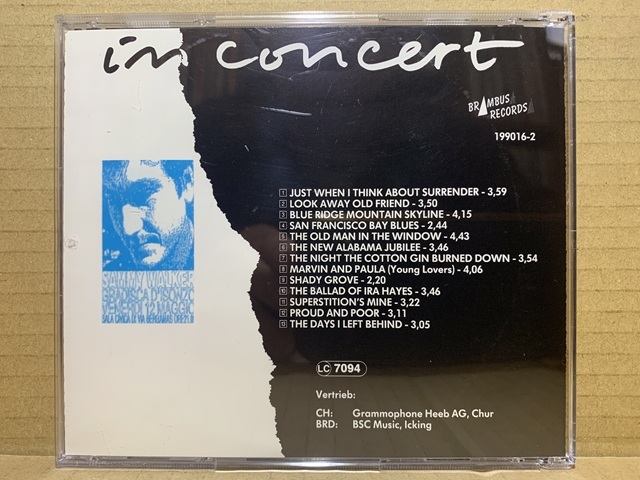 in concert
BRAMBUS
RECORDS
199016-2
1 JUST WHEN I THINK ABOUT SURRENDER - 3,59
2 LOOK AWAY OLD FRIEND - 3,50
3 BLUE RIDGE MOUNTAIN SKYLINE - 4,15
4 SAN FRANCISCO BAY BLUES - 2,44
5 THE OLD MAN IN THE WINDOW - 4,43
6 THE NEW ALABAMA JUBILEE - 3,46
7 THE NIGHT THE COTTON GIN BURNED DOWN - 3,54
8 MARVIN AND PAULA (Young Lovers) - 4,06
9 SHADY GROVE - 2,20
10 THE BALLAD OF IRA HAYES - 3,46
11 SUPERSTITION'S MINE - 3,22
12 PROUD AND POOR - 3,11
13 THE DAYS I LEFT BEHIND - 3,05
LC 7094
Vertrieb:
CH: Grammophone Heeb AG, Chur
BRD: BSC Music, Icking